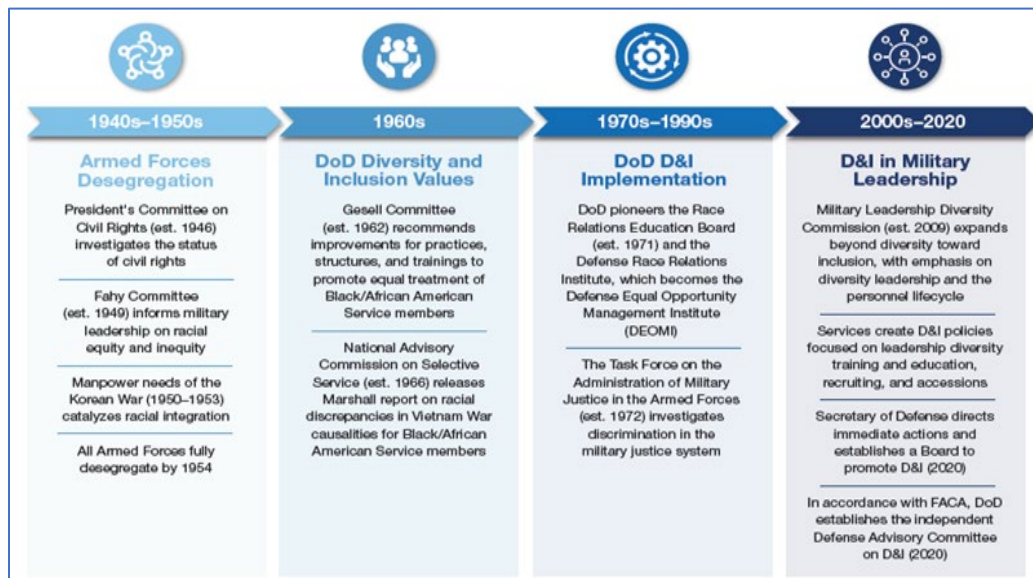 1940s–1950s
Armed Forces
Desegregation
President's Committee on
Civil Rights (est. 1946)
investigates the status
of civil rights
Fahy Committee
(est. 1949) informs military
leadership on racial
equity and inequity
Manpower needs of the
Korean War (1950–1953)
catalyzes racial integration
All Armed Forces fully
desegregate by 1954
1960s
DoD Diversity and
Inclusion Values
Gesell Committee
(est. 1962) recommends
improvements for practices,
structures, and trainings to
promote equal treatment of
Black/African American
Service members
National Advisory
Commission on Selective
Service (est. 1966) releases
Marshall report on racial
discrepancies in Vietnam War
causalities for Black/African
American Service members
1970s–1990s
DoD D&I
Implementation
DoD pioneers the Race
Relations Education Board
(est. 1971) and the
Defense Race Relations
Institute, which becomes the
Defense Equal Opportunity
Management Institute
(DEOMI)
The Task Force on the
Administration of Military
Justice in the Armed Forces
(est. 1972) investigates
discrimination in the
military justice system
2000s–2020
D&I in Military
Leadership
Military Leadership Diversity
Commission (est. 2009) expands
beyond diversity toward
inclusion, with emphasis on
diversity leadership and the
personnel lifecycle
Services create D&I policies
focused on leadership diversity
training and education,
recruiting, and accessions
Secretary of Defense directs
immediate actions and
establishes a Board to
promote D&I (2020)
In accordance with FACA, DoD
establishes the independent
Defense Advisory Committee
on D&I (2020)